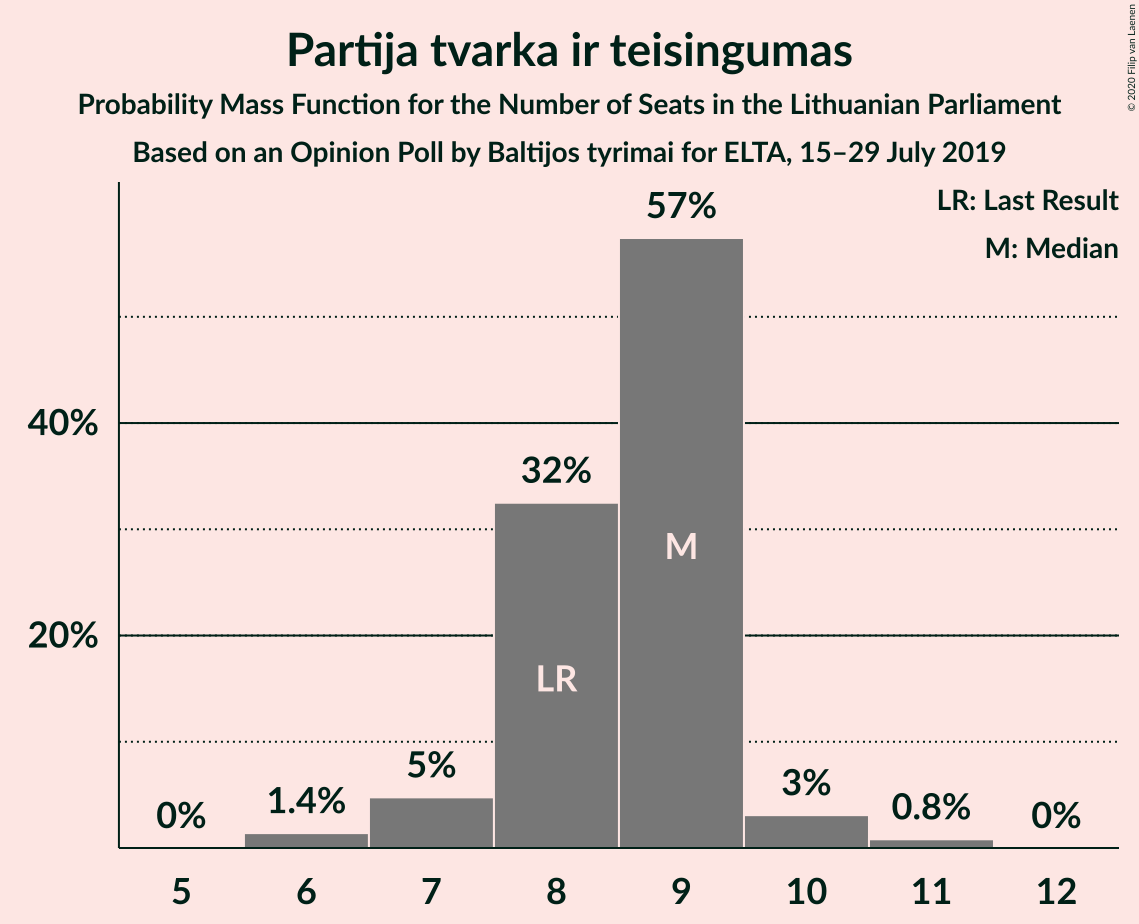 Partija tvarka ir teisingumas
Probability Mass Function for the Number of Seats in the Lithuanian Parliament
Based on an Opinion Poll by Baltijos tyrimai for ELTA, 15–29 July 2019
© 2020 Filip van Laenen
LR: Last Result
M: Median
57%
40%
32%
M
20%
LR
5%
3%
1.4%
0.8%
0%
0%
5 6 7 8 9 10 11 12